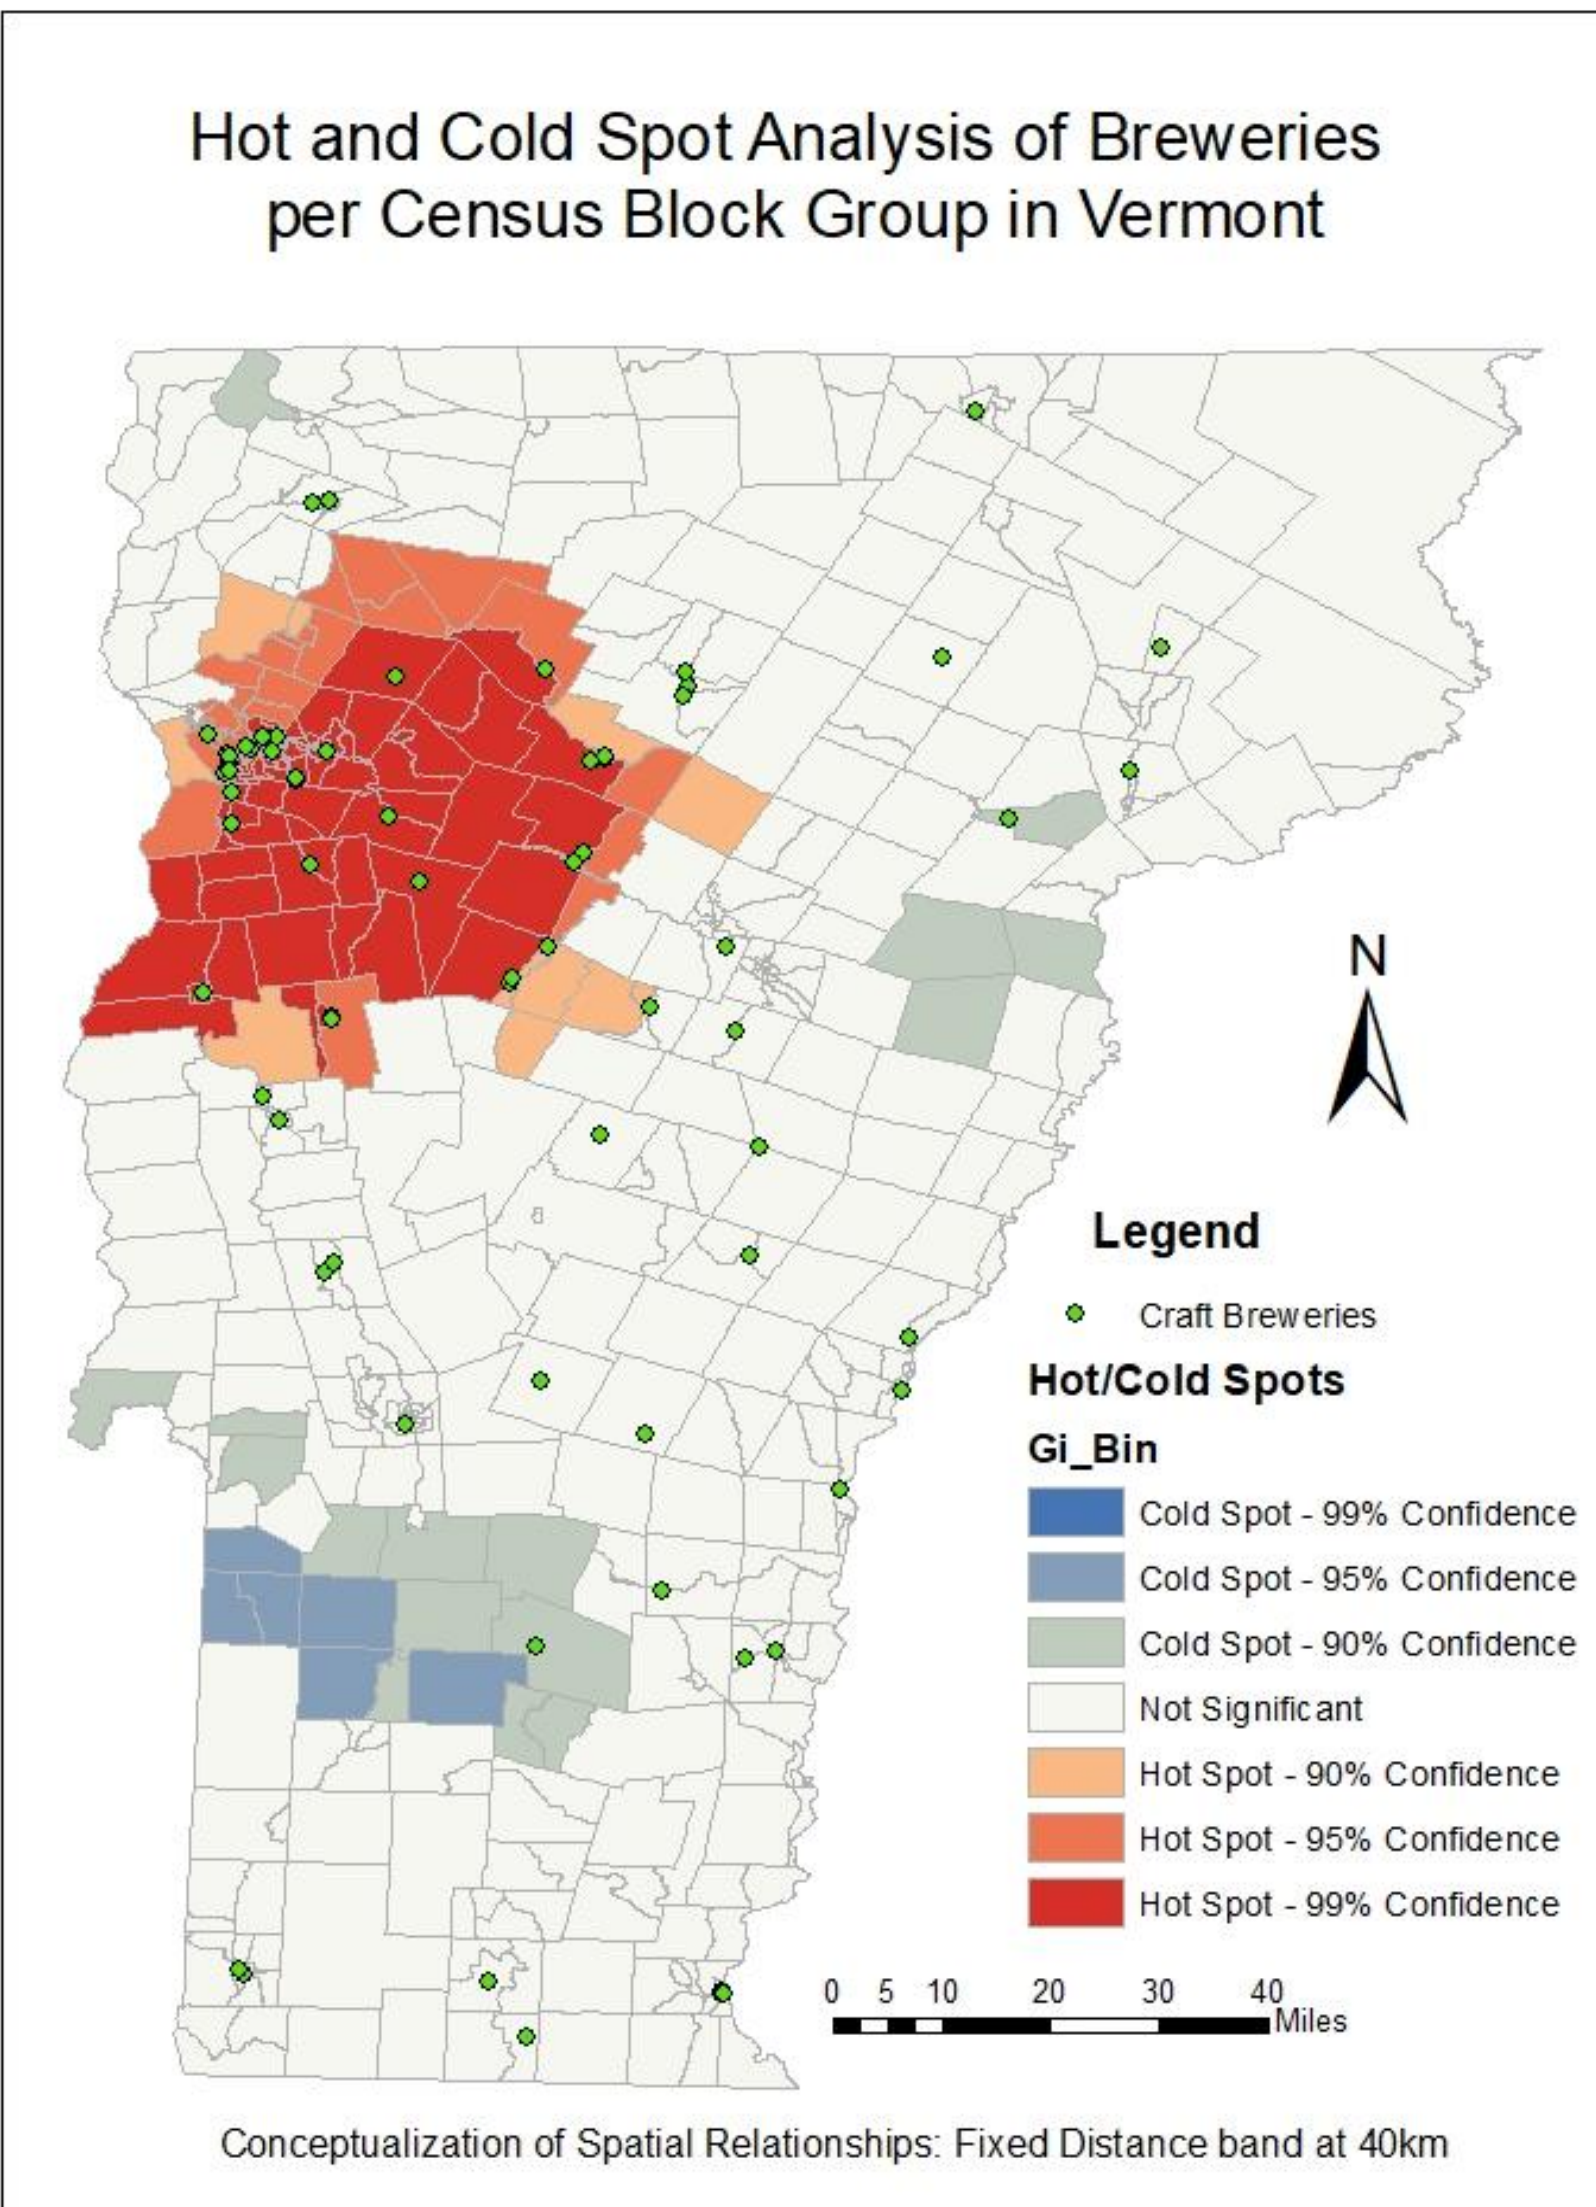 Hot and Cold Spot Analysis of Breweries
per Census Block Group in Vermont
N
Legend
Craft Breweries
Hot/Cold Spots
Gi_Bin
Cold Spot - 99% Confidence
Cold Spot - 95% Confidence
Cold Spot - 90% Confidence
Not Significant
Hot Spot - 90% Confidence
Hot Spot - 95% Confidence
Hot Spot - 99% Confidence
0 5 10 20 30 40
Miles
Conceptualization of Spatial Relationships: Fixed Distance band at 40km